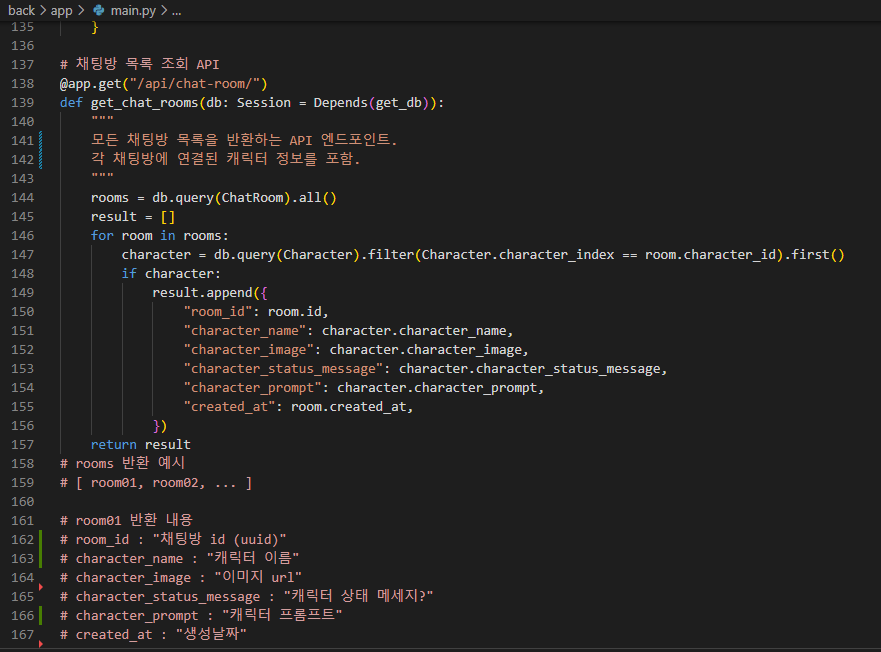 back > app > main.py > ...
135 }
136
137 # 채팅방 목록 조회 API
138 @app.get("/api/chat-room/")
139 def get_chat_rooms(db: Session = Depends(get_db)):
140 """
141 모든 채팅방 목록을 반환하는 API 엔드포인트.
142 각 채팅방에 연결된 캐릭터 정보를 포함.
143 """
144 rooms = db.query(ChatRoom).all()
145 result = []
146 for room in rooms:
147 character = db.query(Character).filter(Character.character_index == room.character_id).first()
148 if character:
149 result.append({
150 "room_id": room.id,
151 "character_name": character.character_name,
152 "character_image": character.character_image,
153 "character_status_message": character.character_status_message,
154 "character_prompt": character.character_prompt,
155 "created_at": room.created_at,
156 })
157 return result
158 # rooms 반환 예시
159 # [ room01, room02, ... ]
160
161 # room01 반환 내용
162 # room_id : "채팅방 id (uuid)"
163 # character_name : "캐릭터 이름"
164 # character_image : "이미지 url"
165 # character_status_message : "캐릭터 상태 메세지?"
166 # character_prompt : "캐릭터 프롬프트"
167 # created_at : "생성날짜"